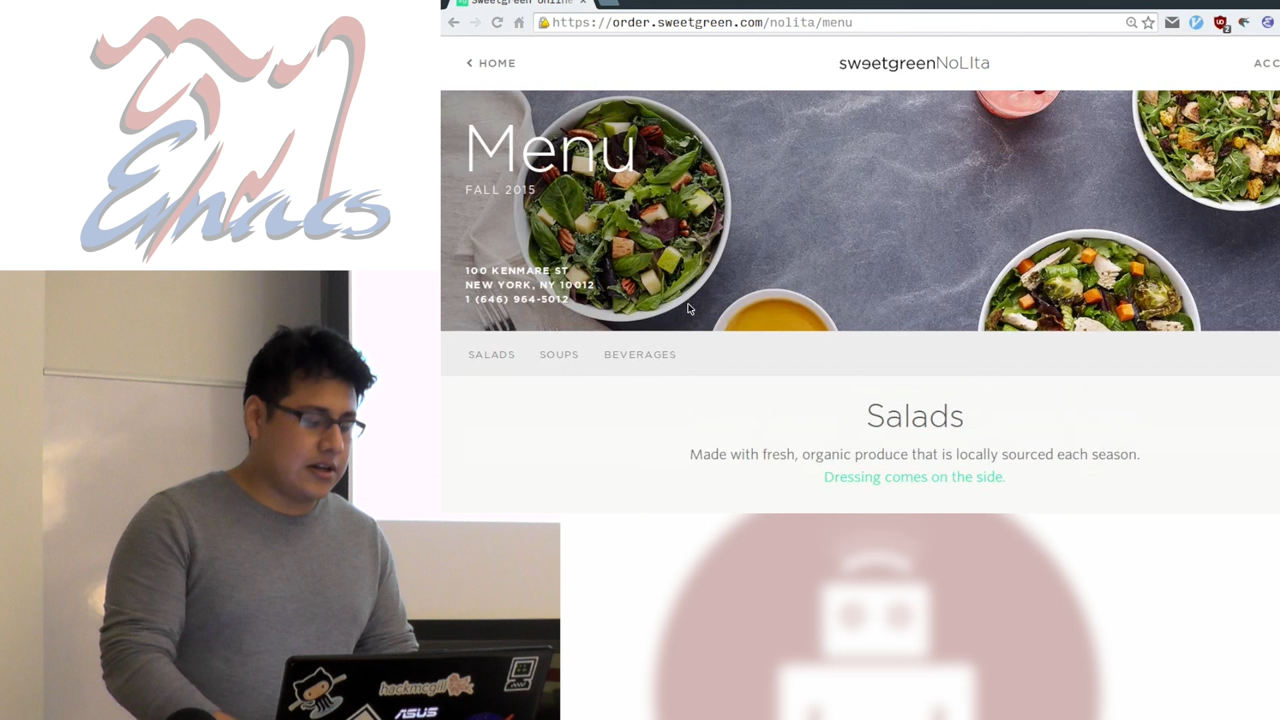 Emacs
Sweetgreen Online
https://order.sweetgreen.com/nolita/menu
HOME
sweetgreenNoLIta
ACC
Menu
FALL 2015
100 KENMARE ST
NEW YORK, NY 10012
1 (646) 964-5012
SALADS SOUPS BEVERAGES
Salads
Made with fresh, organic produce that is locally sourced each season.
Dressing comes on the side.
hackmcgill
ASUS